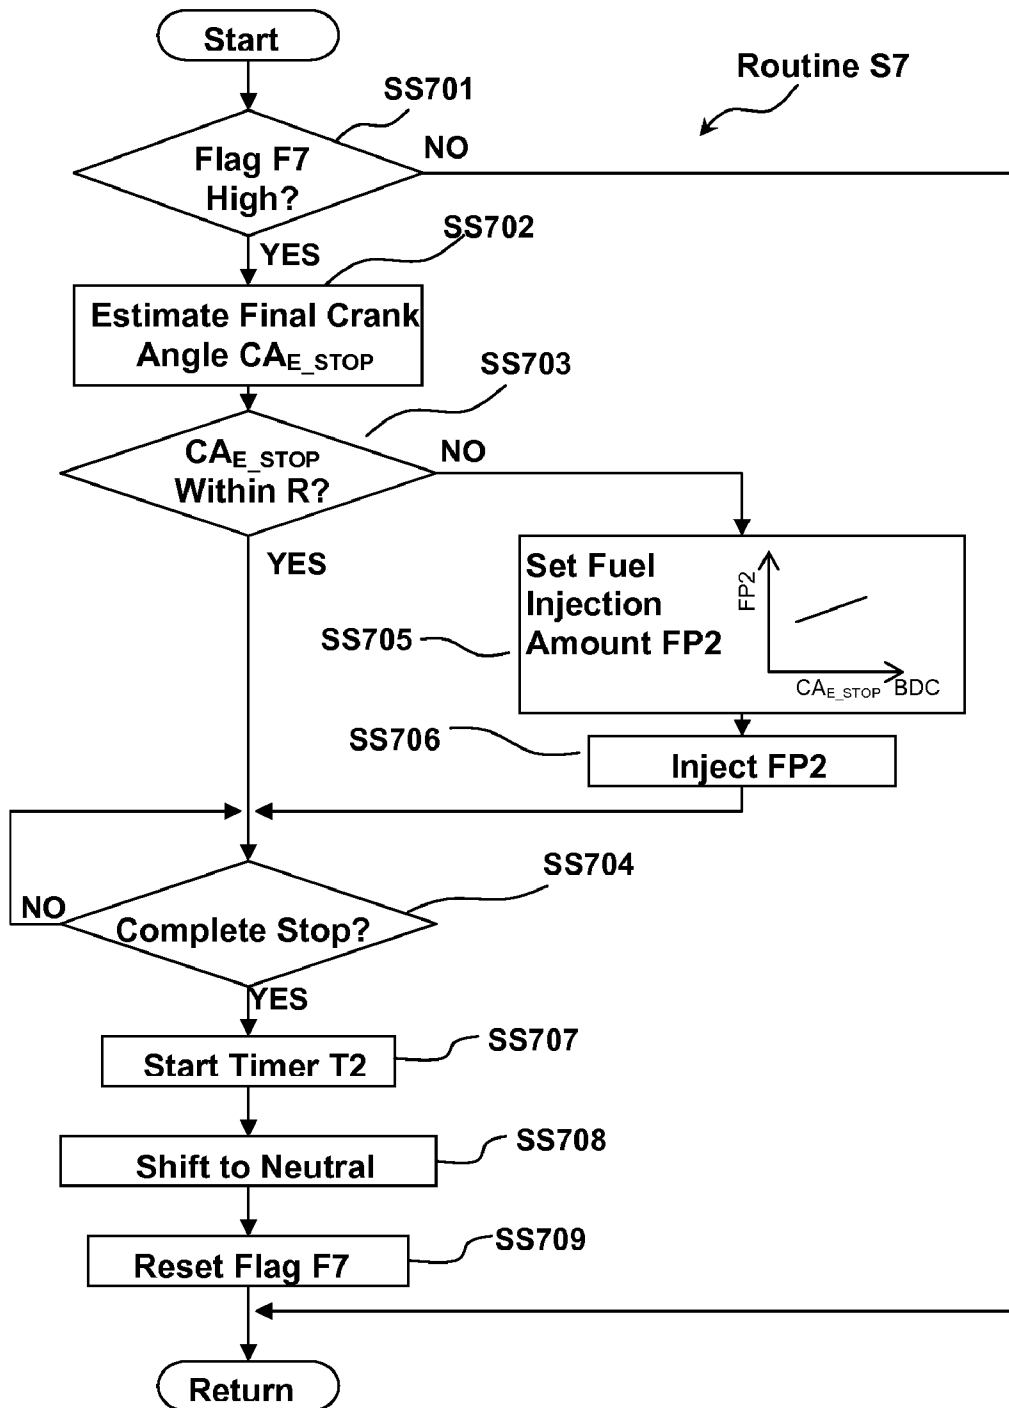 Start
Routine S7
SS701
Flag F7
High?
NO
YES
SS702
Estimate Final Crank
Angle CAE_STOP
SS703
CAE_STOP
Within R?
NO
YES
Set Fuel
Injection
Amount FP2
FP2
CAE_STOP BDC
SS705
SS706
Inject FP2
SS704
NO
Complete Stop?
YES
SS707
Start Timer T2
SS708
Shift to Neutral
SS709
Reset Flag F7
Return